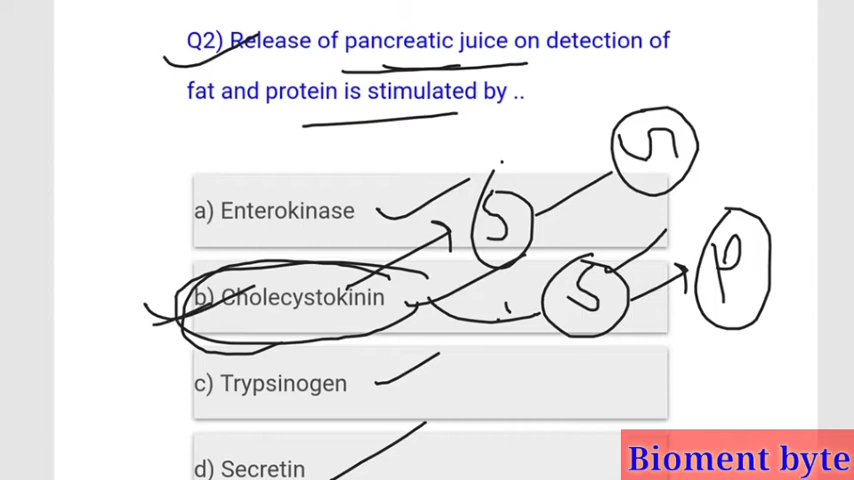 Q2) Release of pancreatic juice on detection of
fat and protein is stimulated by ..
S
a) Enterokinase
S
b) Cholecystokinin
S
P
c) Trypsinogen
d) Secretin
Bioment byte